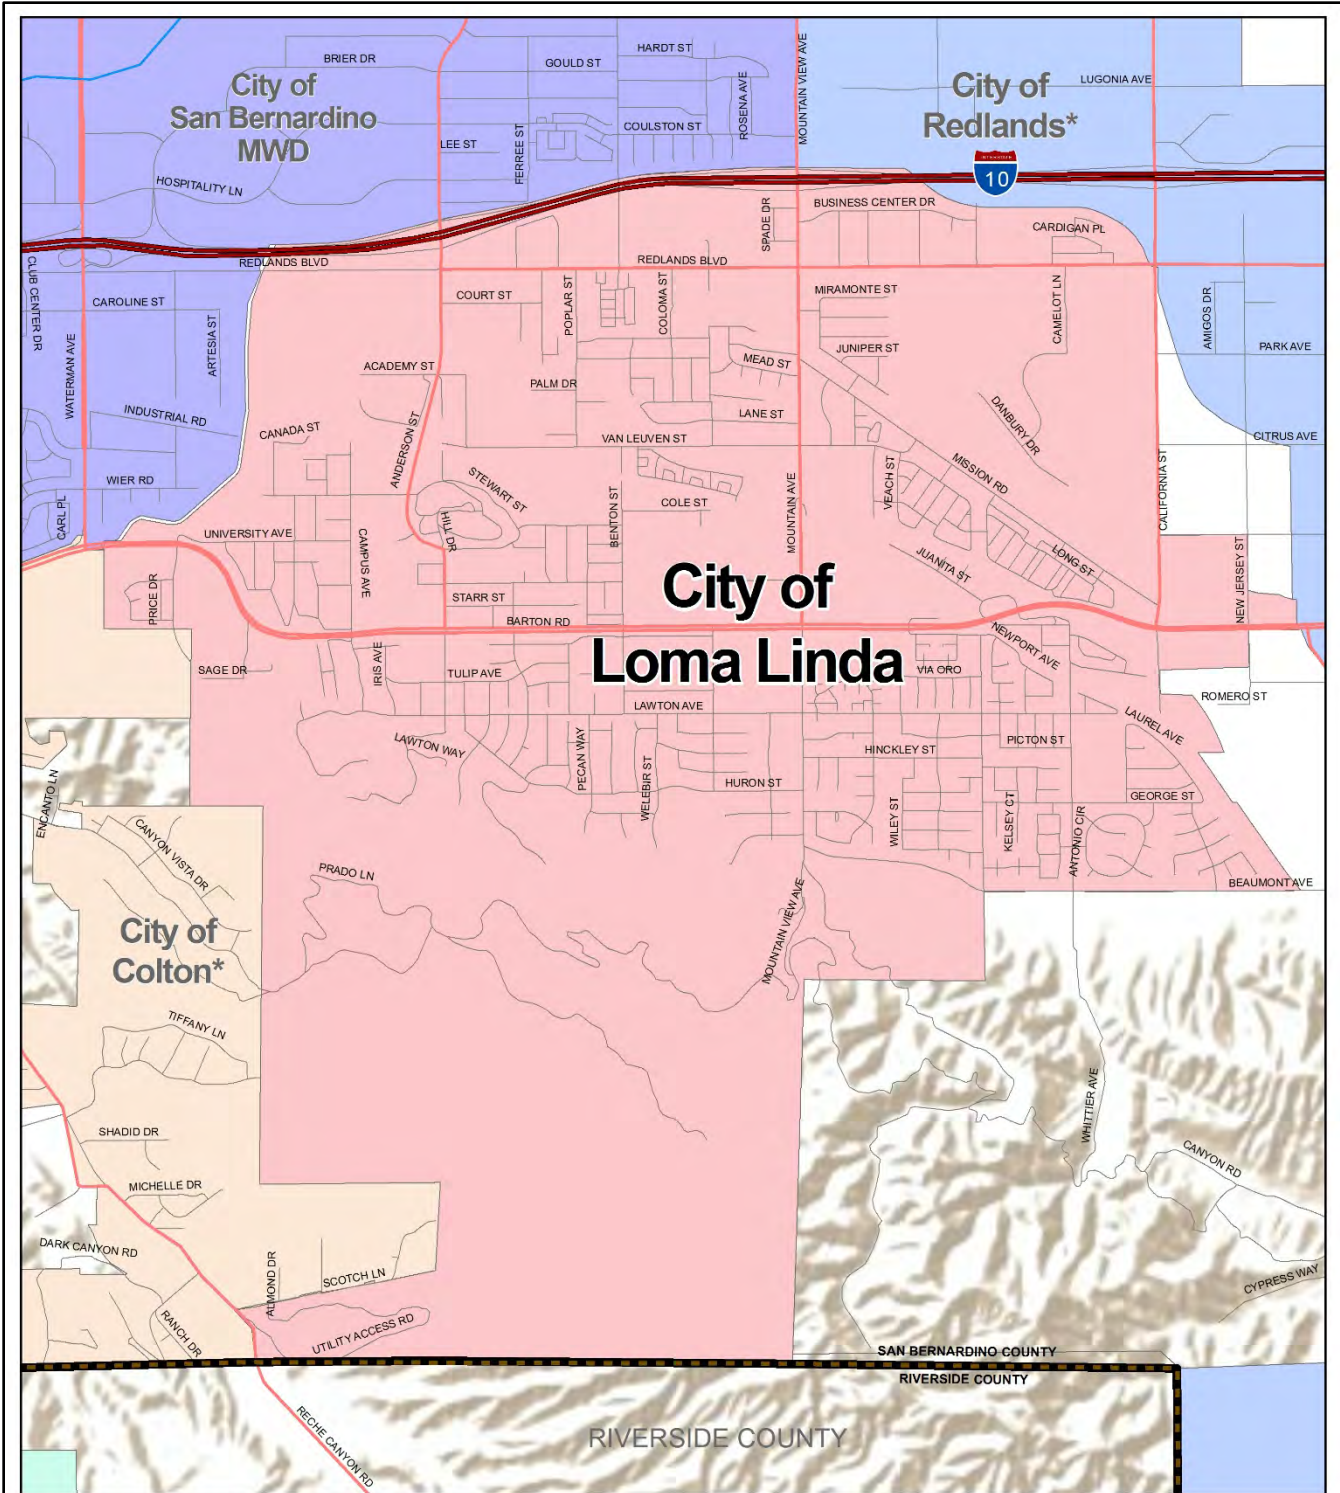 HARDT ST
BRIER DR
GOULD ST
MOUNTAIN VIEW AVE
City of
San Bernardino
MWD
City of
Redlands*
LUGONIA AVE
ROSENA AVE
COULSTON ST
FERREE ST
LEE ST
INTERSTATE
10
HOSPITALITY LN
BUSINESS CENTER DR
SPADE DR
CARDIGAN PL
REDLANDS BLVD
REDLANDS BLVD
CLUB CENTER DR
CAROLINE ST
COURT ST
POPLAR ST
COLOMA ST
MIRAMONTE ST
CAMELOT LN
AMIGOS DR
ARTESIA ST
WATERMAN AVE
JUNIPER ST
PARK AVE
ACADEMY ST
MEAD ST
PALM DR
INDUSTRIAL RD
LANE ST
DANBURY DR
CANADA ST
ANDERSON ST
VAN LEUVEN ST
CITRUS AVE
MISSION RD
WIER RD
STEWART ST
VEACH ST
CALIFORNIA ST
CARL PL
COLE ST
BENTON ST
MOUNTAIN AVE
UNIVERSITY AVE
HILL DR
CAMPUS AVE
LONG ST
JUANITA ST
NEW JERSEY ST
PRICE DR
City of
Loma Linda
STARR ST
BARTON RD
NEWPORT AVE
SAGE DR
IRIS AVE
TULIP AVE
VIA ORO
ROMERO ST
LAWTON AVE
LAUREL AVE
LAWTON WAY
PICTON ST
HINCKLEY ST
PECAN WAY
WELEBIR ST
HURON ST
GEORGE ST
ENCANTO LN
WILEY ST
KELSEY CT
ANTONIO CIR
CANYON VISTA DR
PRADO LN
BEAUMONT AVE
City of
Colton*
MOUNTAIN VIEW AVE
TIFFANY LN
WHITTIER AVE
SHADID DR
CANYON RD
MICHELLE DR
DARK CANYON RD
ALMOND DR
SCOTCH LN
CYPRESS WAY
RANCH DR
UTILITY ACCESS RD
SAN BERNARDINO COUNTY
RIVERSIDE COUNTY
RECHE CANYON RD
RIVERSIDE COUNTY